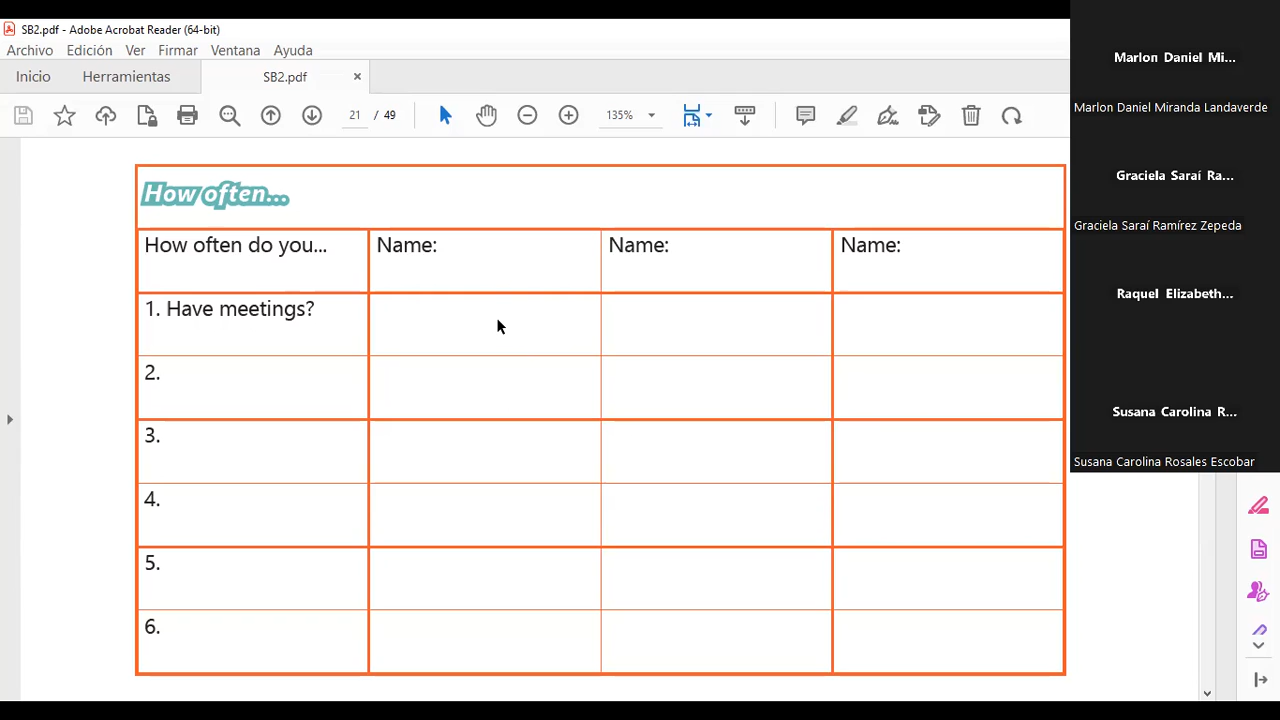 SB2.pdf - Adobe Acrobat Reader (64-bit)
Archivo Edición Ver Firmar Ventana Ayuda
Inicio Herramientas SB2.pdf ×
21 / 49 135%
How often...
How often do you... Name: Name: Name:
1. Have meetings?
2.
3.
4.
5.
6.
Marlon Daniel Mi...
Marlon Daniel Miranda Landaverde
Graciela Saraí Ra...
Graciela Saraí Ramírez Zepeda
Raquel Elizabeth...
Susana Carolina R...
Susana Carolina Rosales Escobar